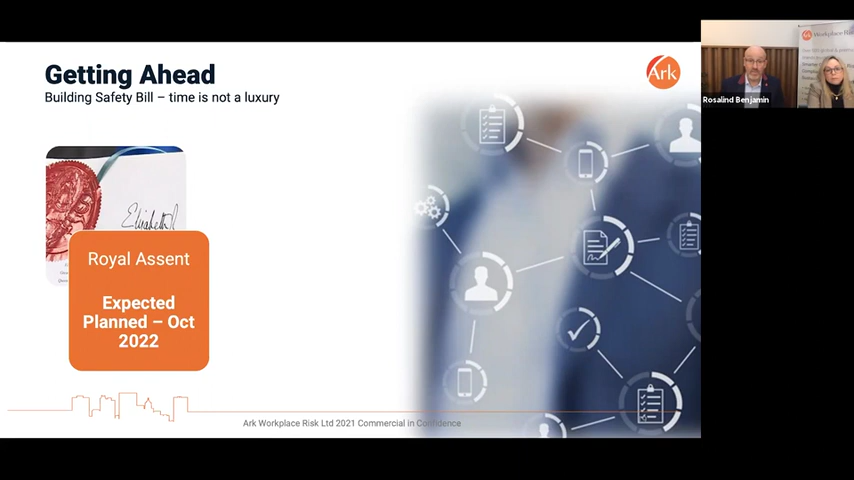 Getting Ahead
Building Safety Bill – time is not a luxury
Ark
Elizabeth R
Royal Assent
Expected
Planned – Oct
2022
Ark Workplace Risk Ltd 2021 Commercial in Confidence
Ark Workplace Risk
Rosalind Benjamin